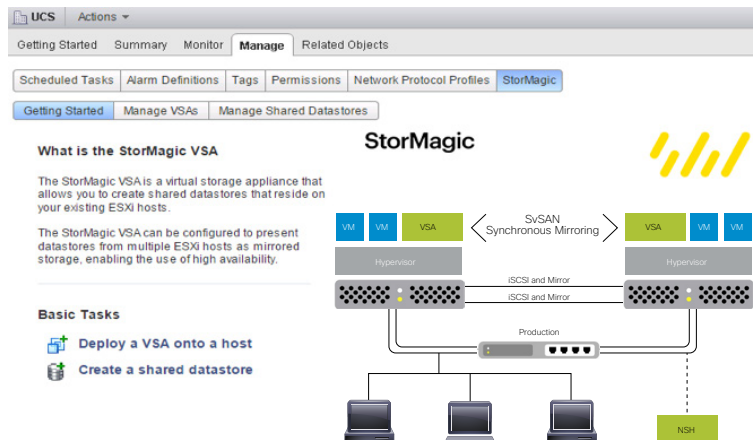 UCS Actions
Getting Started Summary Monitor Manage Related Objects
Scheduled Tasks Alarm Definitions Tags Permissions Network Protocol Profiles StorMagic
Getting Started Manage VSAs Manage Shared Datastores
What is the StorMagic VSA
The StorMagic VSA is a virtual storage appliance that
allows you to create shared datastores that reside on
your existing ESXi hosts.
The StorMagic VSA can be configured to present
datastores from multiple ESXi hosts as mirrored
storage, enabling the use of high availability.
Basic Tasks
Deploy a VSA onto a host
Create a shared datastore
StorMagic
VM VM VSA
SvSAN
Synchronous Mirroring
VSA VM VM
Hypervisor
Hypervisor
iSCSI and Mirror
iSCSI and Mirror
Production
NSH